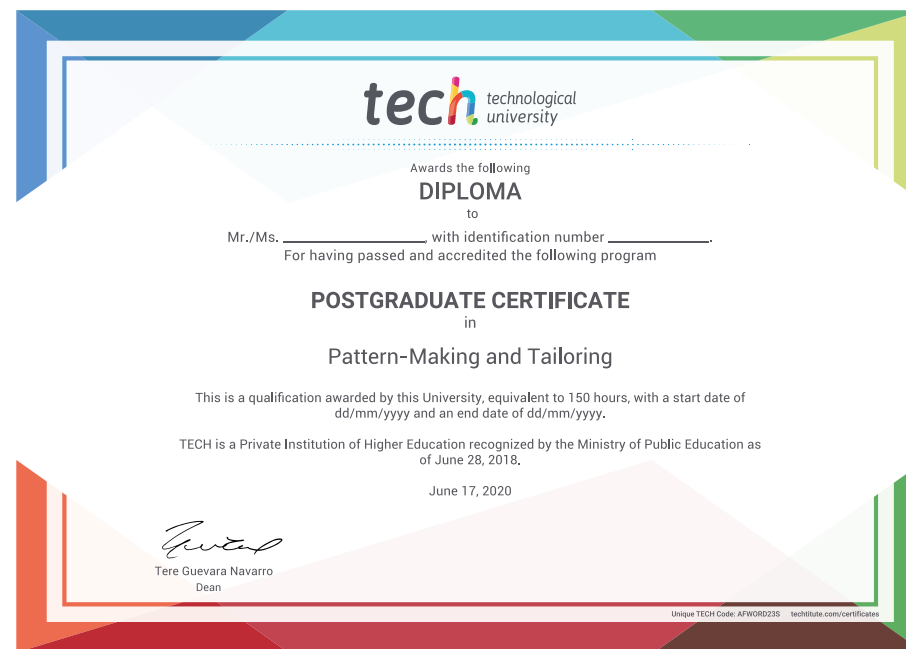 tech technological
university
Awards the following
DIPLOMA
to
Mr./Ms. ____________________, with identification number ______________.
For having passed and accredited the following program
POSTGRADUATE CERTIFICATE
in
Pattern-Making and Tailoring
This is a qualification awarded by this University, equivalent to 150 hours, with a start date of
dd/mm/yyyy and an end date of dd/mm/yyyy.
TECH is a Private Institution of Higher Education recognized by the Ministry of Public Education as
of June 28, 2018.
June 17, 2020
Tere Guevara Navarro
Dean
Unique TECH Code: AFWORD23S techtitute.com/certificates